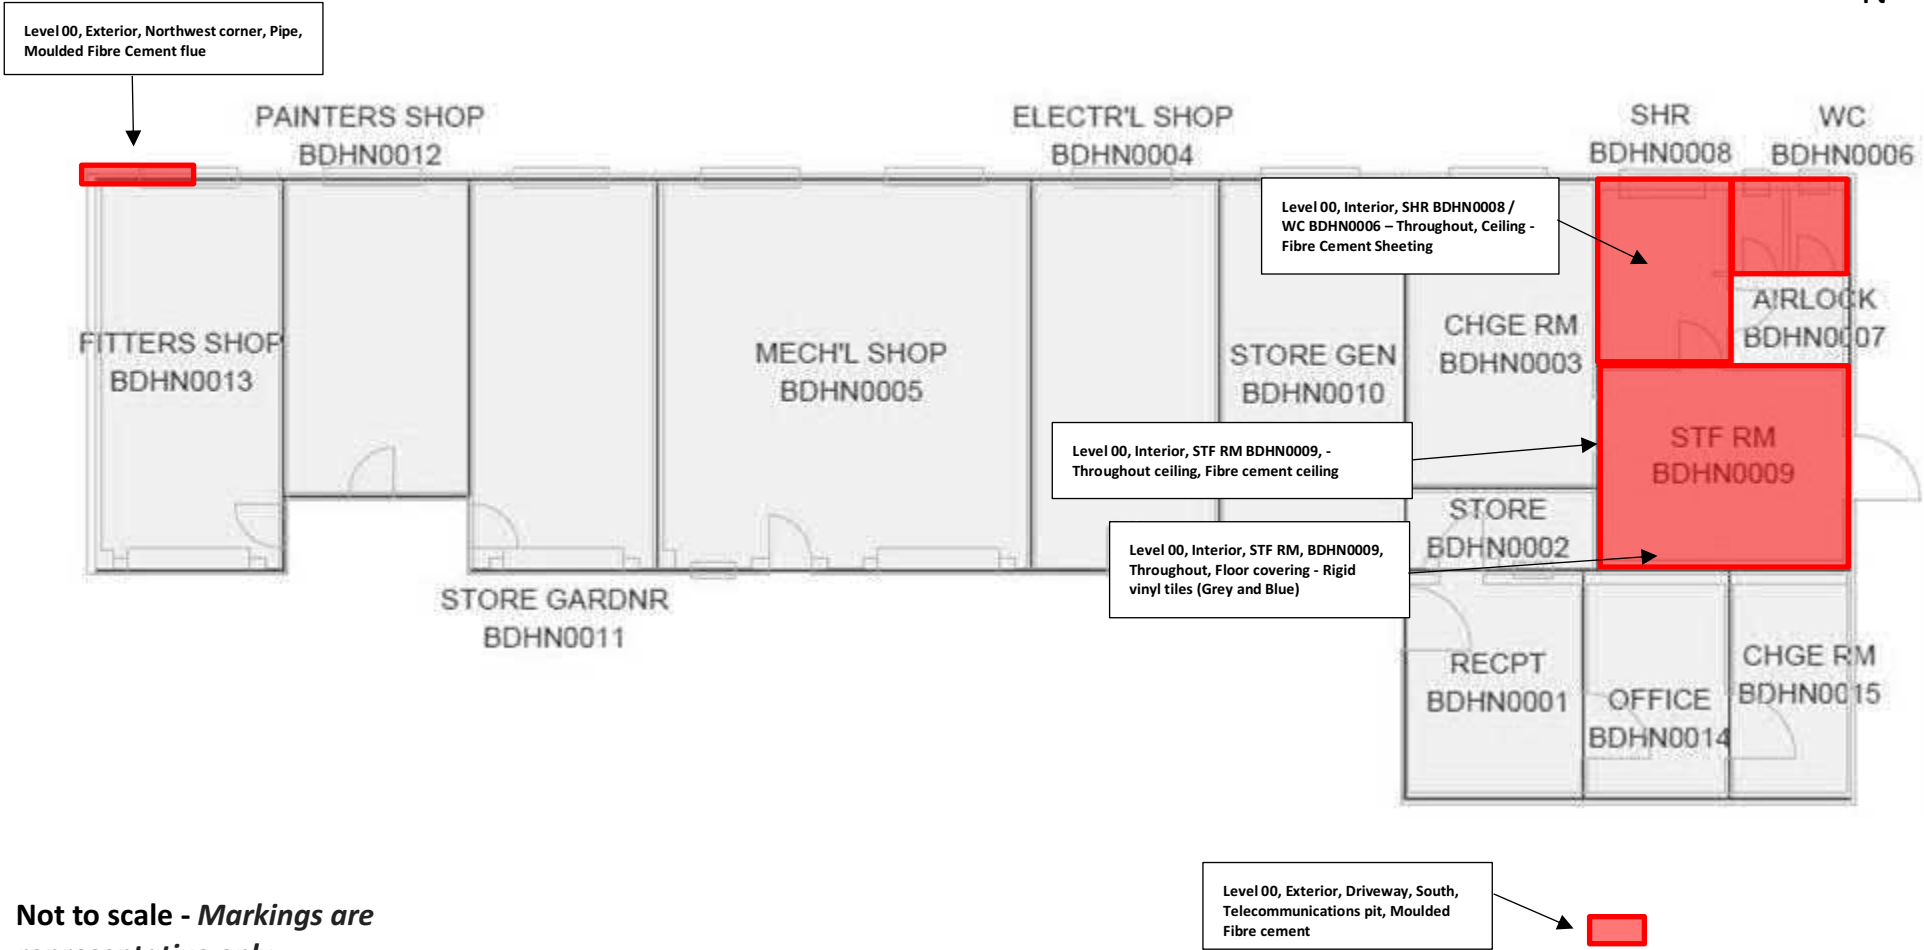 N
Level 00, Exterior, Northwest corner, Pipe,
Moulded Fibre Cement flue
PAINTERS SHOP
BDHN0012
ELECTR'L SHOP
BDHN0004
SHR
BDHN0008
WC
BDHN0006
Level 00, Interior, SHR BDHN0008 /
WC BDHN0006 – Throughout, Ceiling -
Fibre Cement Sheeting
FITTERS SHOP
BDHN0013
MECH'L SHOP
BDHN0005
STORE GEN
BDHN0010
CHGE RM
BDHN0003
AIRLOCK
BDHN0007
Level 00, Interior, STF RM BDHN0009, -
Throughout ceiling, Fibre cement ceiling
STF RM
BDHN0009
STORE
BDHN0002
Level 00, Interior, STF RM, BDHN0009,
Throughout, Floor covering - Rigid
vinyl tiles (Grey and Blue)
STORE GARDNR
BDHN0011
RECPT
BDHN0001
OFFICE
BDHN0014
CHGE RM
BDHN0015
Level 00, Exterior, Driveway, South,
Telecommunications pit, Moulded
Fibre cement
Not to scale - Markings are
representative only